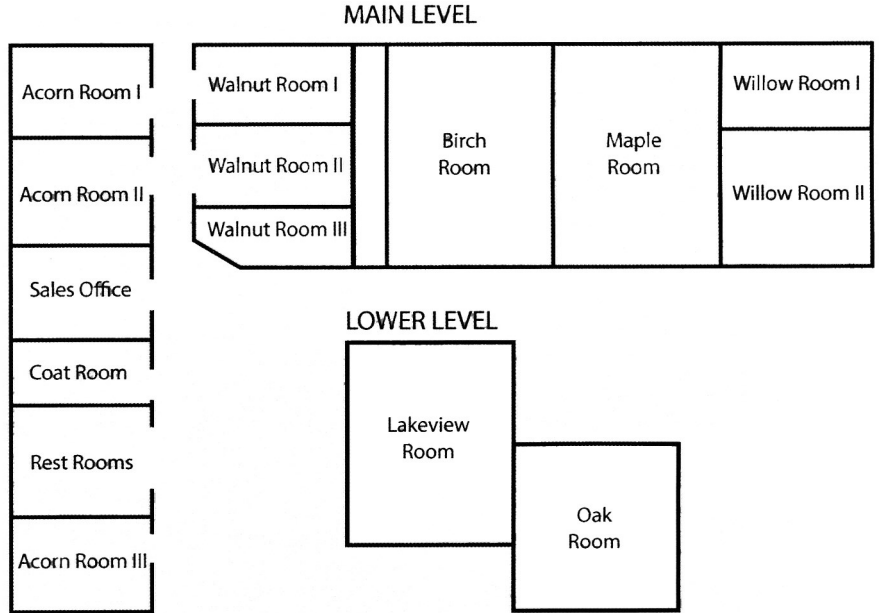 MAIN LEVEL
Acorn Room I
Acorn Room II
Sales Office
Coat Room
Rest Rooms
Acorn Room III
Walnut Room I
Walnut Room II
Walnut Room III
Birch
Room
Maple
Room
Willow Room I
Willow Room II
LOWER LEVEL
Lakeview
Room
Oak
Room